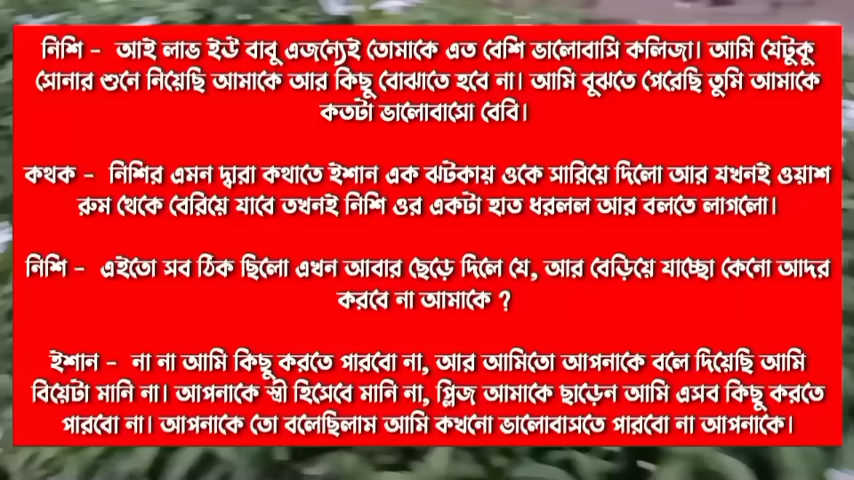 নিশি - আই লাভ ইউ বাবু এজন্যেই তোমাকে এত বেশি ভালোবাসি কলিজা। আমি যেটুকু
সোনার শুনে নিয়েছি আমাকে আর কিছু বোঝাতে হবে না। আমি বুঝতে পেরেছি তুমি আমাকে
কতটা ভালোবাসো বেবি।
কথক - নিশির এমন দ্বারা কথাতে ইশান এক ঝটকায় ওকে সারিয়ে দিলো আর যখনই ওয়াশ
রুম থেকে বেরিয়ে যাবে তখনই নিশি ওর একটা হাত ধরলল আর বলতে লাগলো।
নিশি - এইতো সব ঠিক ছিলো এখন আবার ছেড়ে দিলে যে, আর বেড়িয়ে যাচ্ছো কেনো আদর
করবে না আমাকে ?
ইশান - না না আমি কিছু করতে পারবো না, আর আমিতো আপনাকে বলে দিয়েছি আমি
বিয়েটা মানি না। আপনাকে স্ত্রী হিসেবে মানি না, প্লিজ আমাকে ছাড়েন আমি এসব কিছু করতে
পারবো না। আপনাকে তো বলেছিলাম আমি কখনো ভালোবাসতে পারবো না আপনাকে।